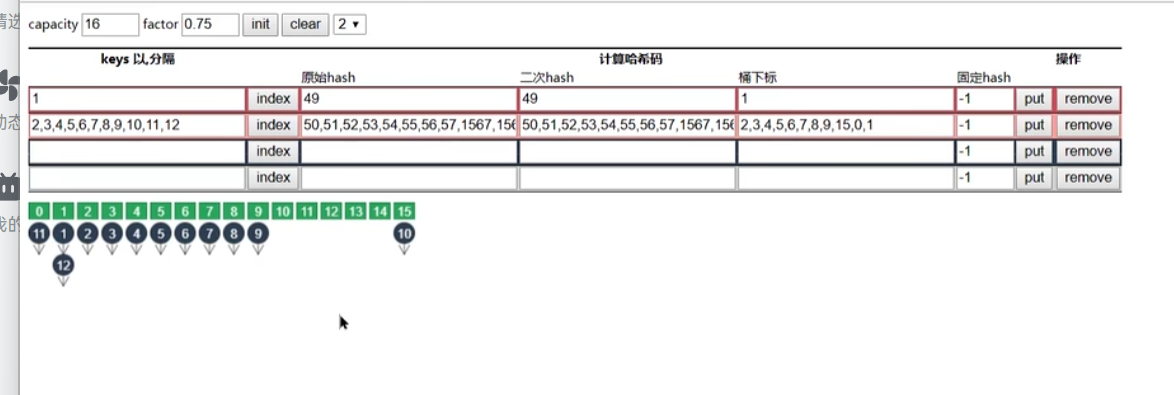 capacity 16 factor 0.75 init clear 2
keys 以,分隔 计算哈希码 操作
原始hash 二次hash 桶下标 固定hash
1 index 49 49 1 -1 put remove
2,3,4,5,6,7,8,9,10,11,12 index 50,51,52,53,54,55,56,57,1567,156 50,51,52,53,54,55,56,57,1567,156 2,3,4,5,6,7,8,9,15,0,1 -1 put remove
index -1 put remove
index -1 put remove
0 1 2 3 4 5 6 7 8 9 10 11 12 13 14 15
11 1 2 3 4 5 6 7 8 9 10
12
动态
我的